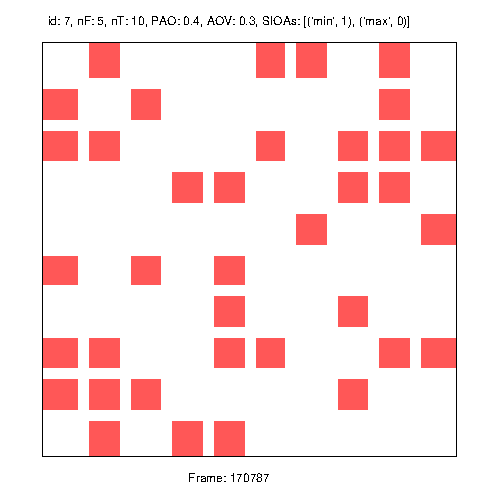 id: 7, nF: 5, nT: 10, PAO: 0.4, AOV: 0.3, SIOAs: [('min', 1), ('max', 0)]
Frame: 170787